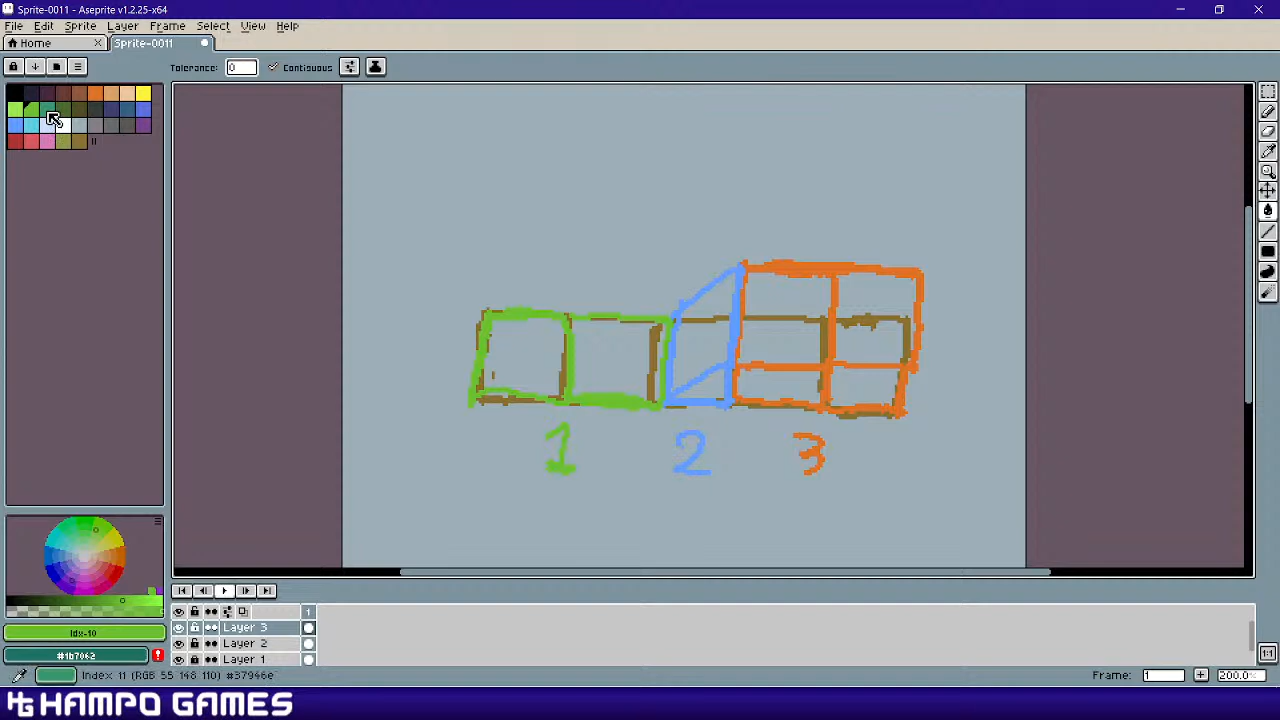 Sprite-0011 - Aseprite v1.2.25-x64
File Edit Sprite Layer Frame Select View Help
Home Sprite-0011
Tolerance: 0 Continuous
1 2 3
1
Layer 3
Layer 2
Layer 1
Idx-10
#1b7062
Index 11 (RGB 55 148 110) #37946e
Frame: 1 200.0%
1:1
HAMPO GAMES